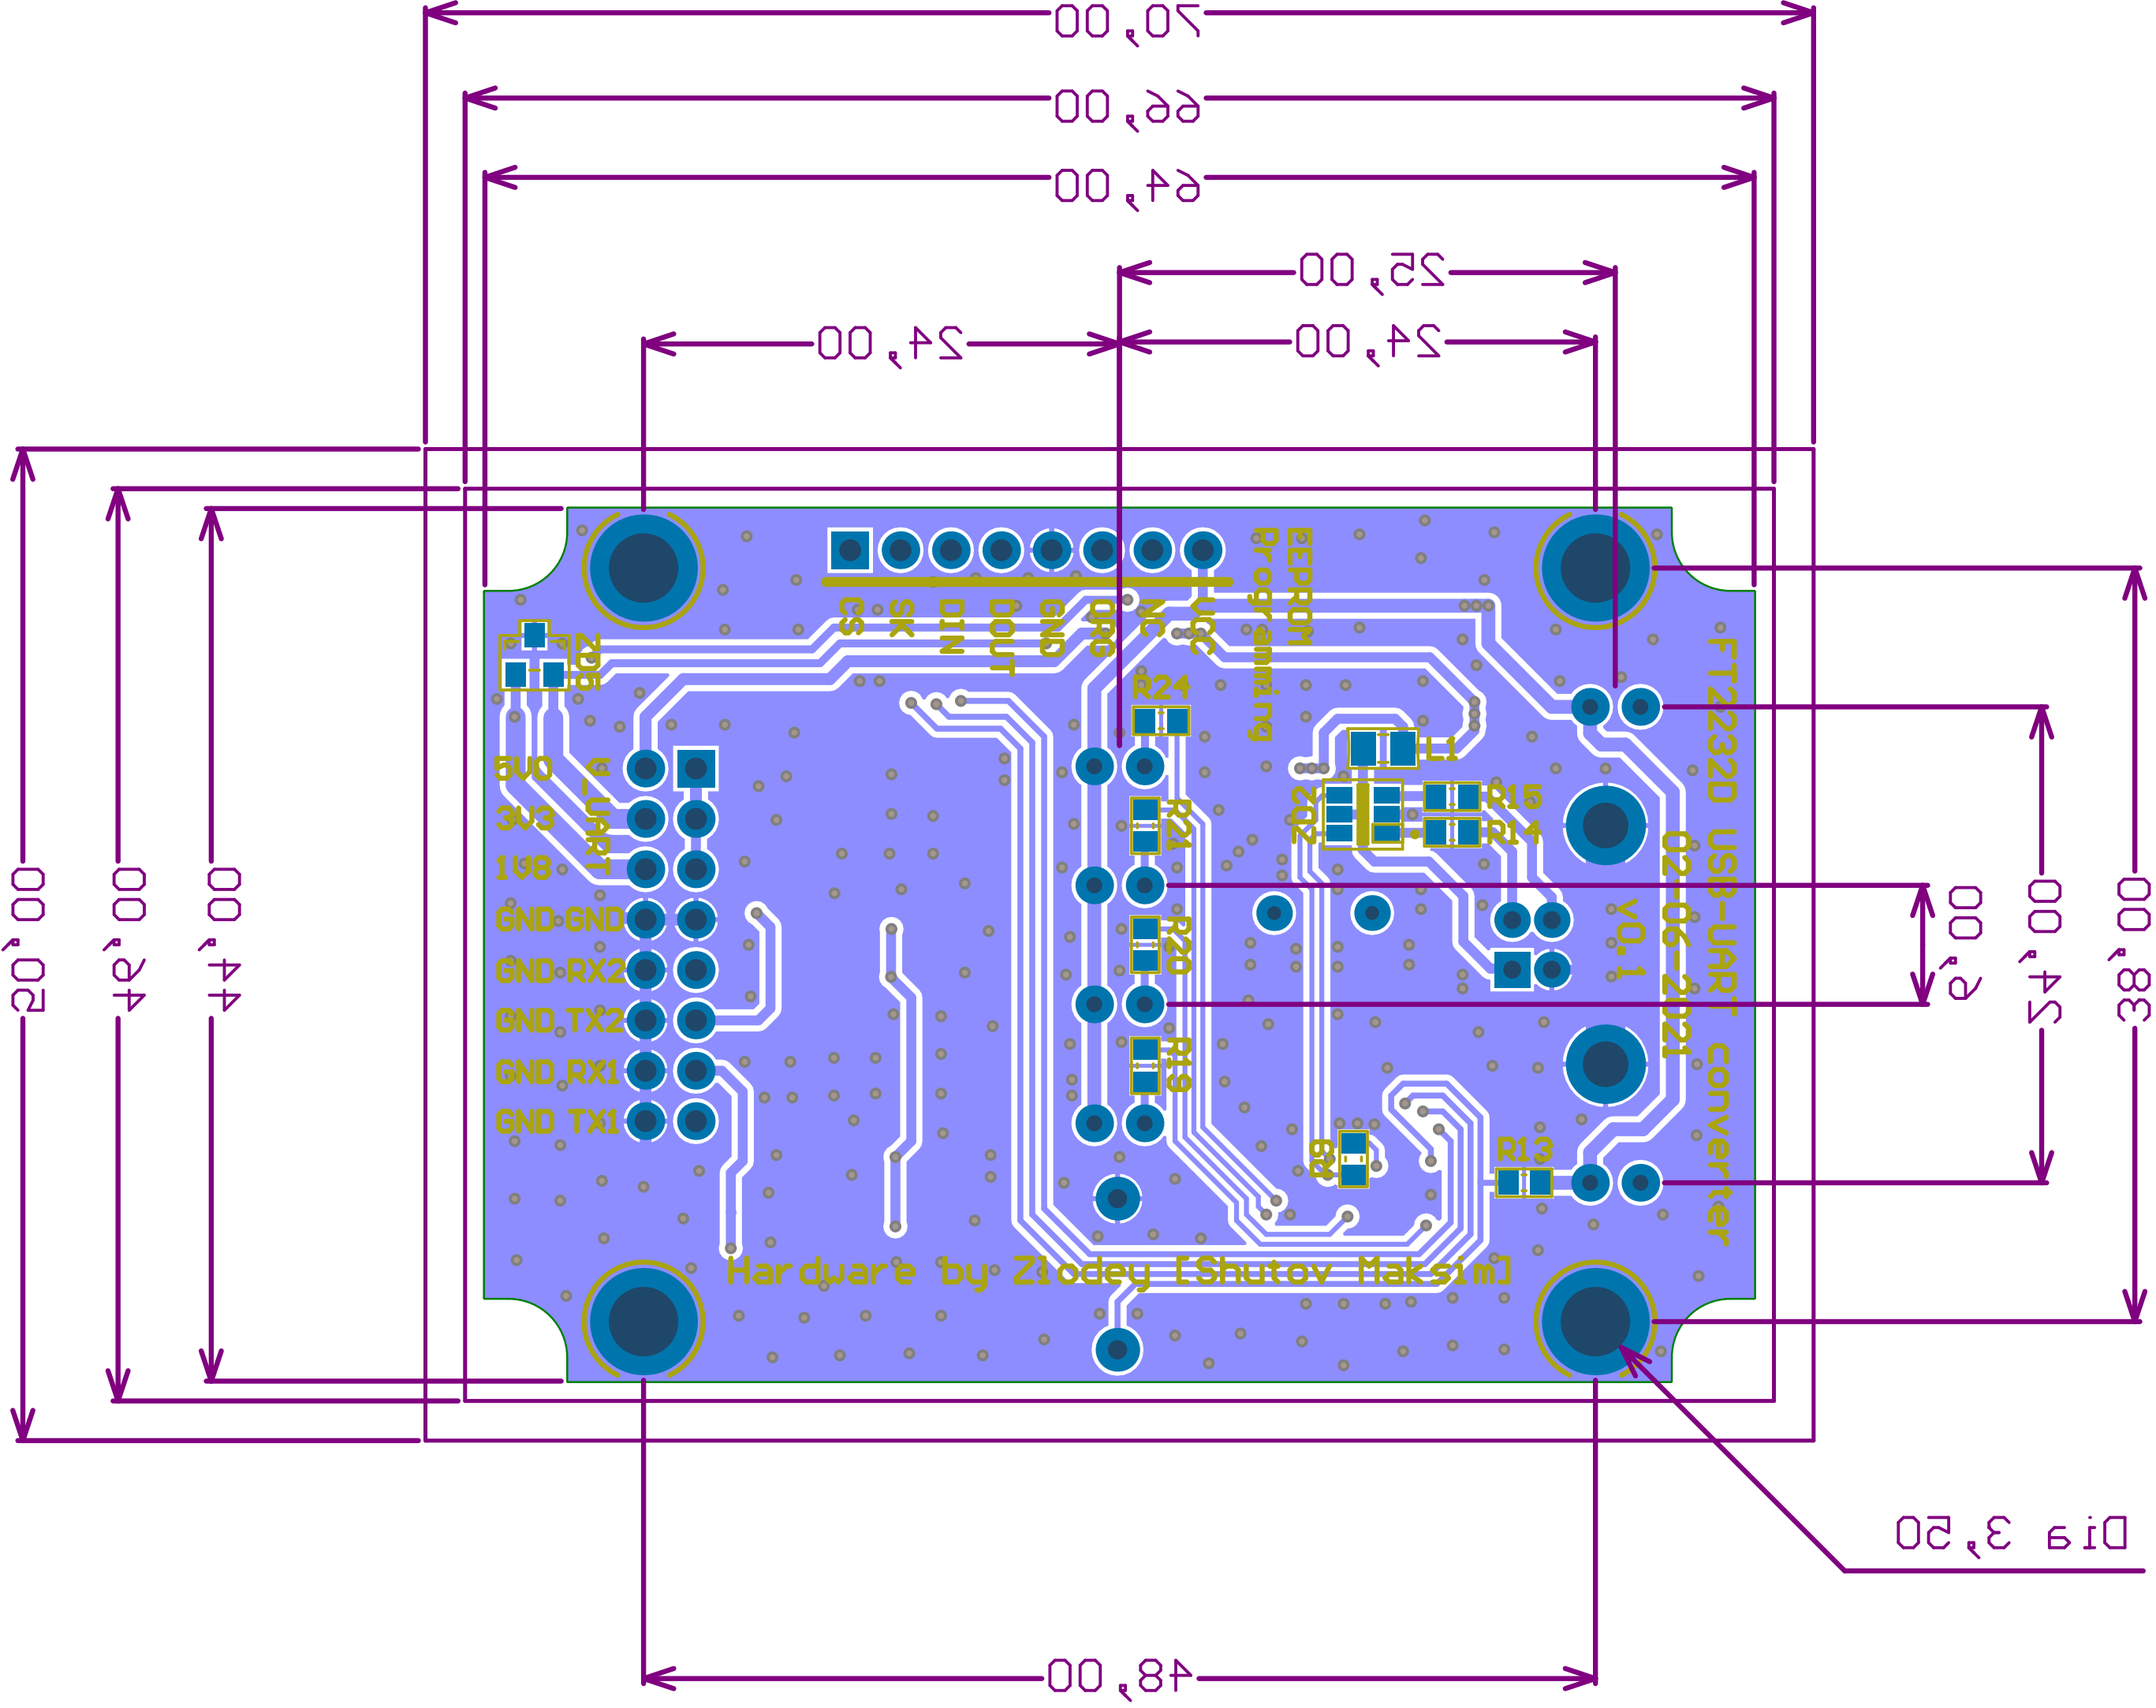 70,00
66,00
64,00
25,00
24,00
24,00
50,00
46,00
44,00
38,00
24,00
6,00
48,00
Dia 3,50
CS
SK
DIN
DOUT
GND
ORG
NC
VCC
EEPROM
Programming
FT2232D
USB-UART
converter
02-06-2021
v0.1
ZQ5
ZQ2
R24
R21
R20
R19
R8
L1
R15
R14
R13
V_UART
5V0
3V3
1V8
GND GND
GND RX2
GND TX2
GND RX1
GND TX1
Hardware by Zlodey [Shutov Maksim]